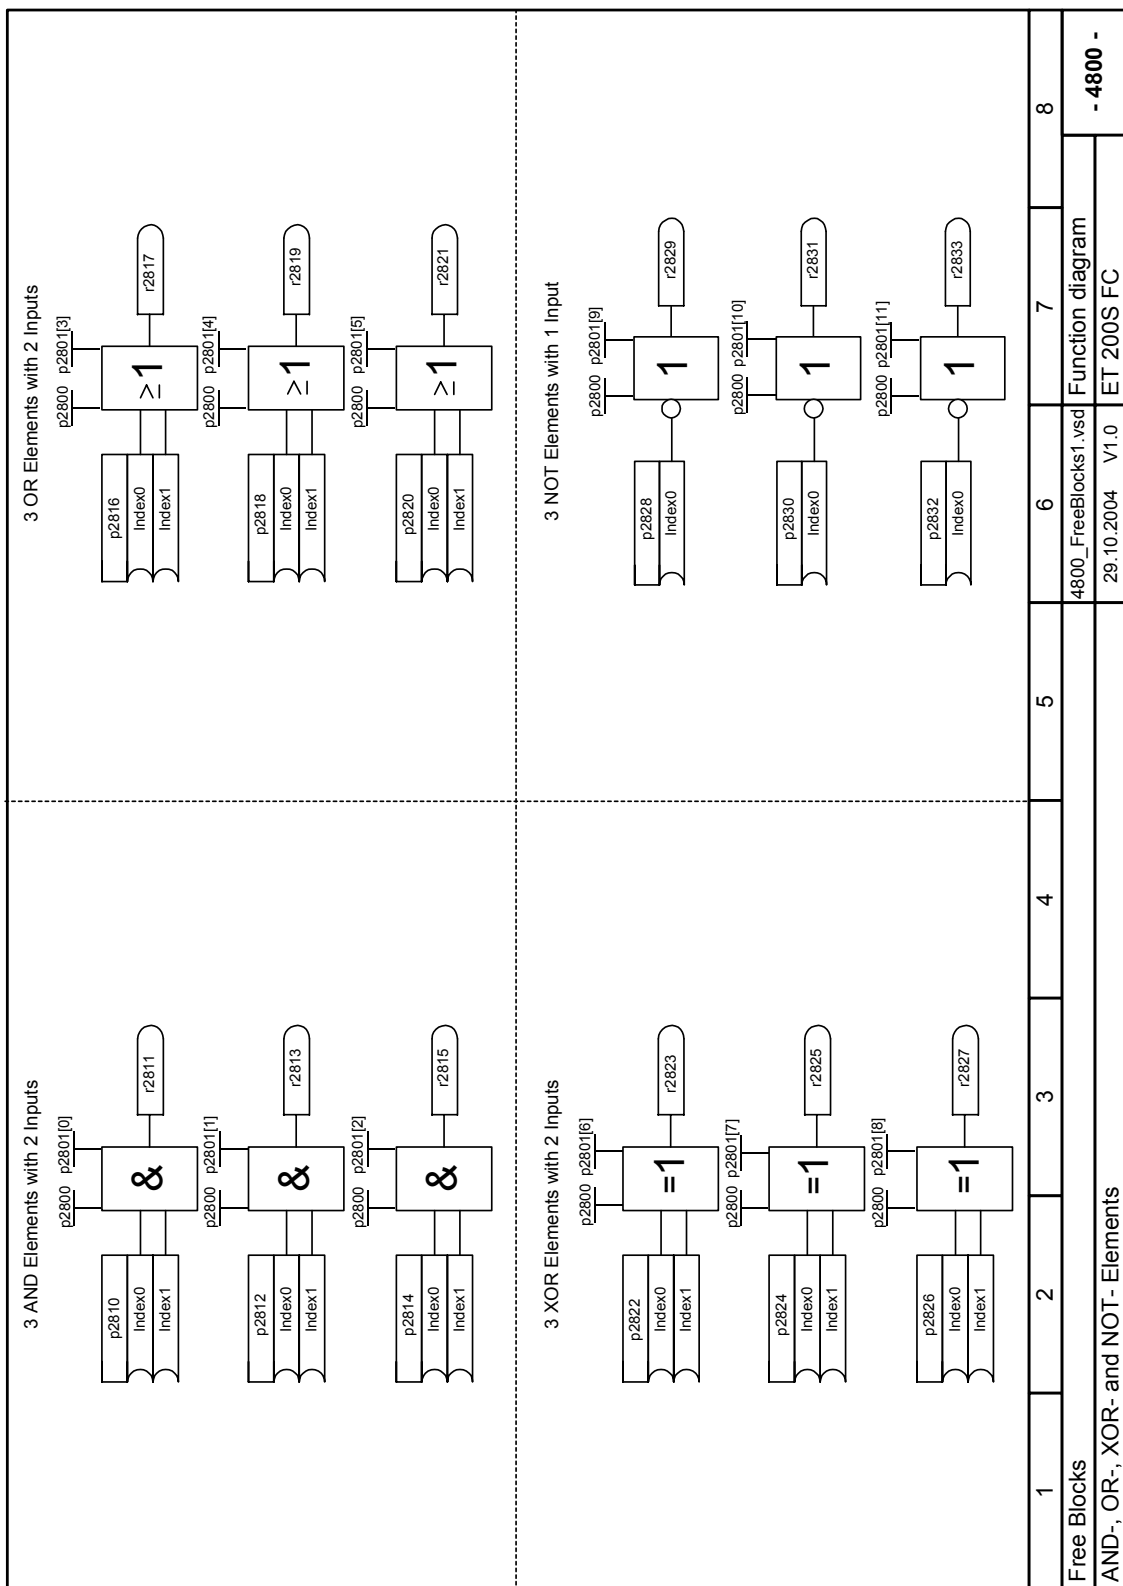 3 AND Elements with 2 Inputs
p2800 p2801[0]
p2810
Index0
Index1
&
r2811
p2800 p2801[1]
p2812
Index0
Index1
&
r2813
p2800 p2801[2]
p2814
Index0
Index1
&
r2815
3 OR Elements with 2 Inputs
p2800 p2801[3]
p2816
Index0
Index1
≥1
r2817
p2800 p2801[4]
p2818
Index0
Index1
≥1
r2819
p2800 p2801[5]
p2820
Index0
Index1
≥1
r2821
3 XOR Elements with 2 Inputs
p2800 p2801[6]
p2822
Index0
Index1
=1
r2823
p2800 p2801[7]
p2824
Index0
Index1
=1
r2825
p2800 p2801[8]
p2826
Index0
Index1
=1
r2827
3 NOT Elements with 1 Input
p2800 p2801[9]
p2828
Index0
1
r2829
p2800 p2801[10]
p2830
Index0
1
r2831
p2800 p2801[11]
p2832
Index0
1
r2833
1 2 3 4 5 6 7 8
Free Blocks 4800_FreeBlocks1.vsd Function diagram
- 4800 -
AND-, OR-, XOR- and NOT- Elements 29.10.2004 V1.0 ET 200S FC